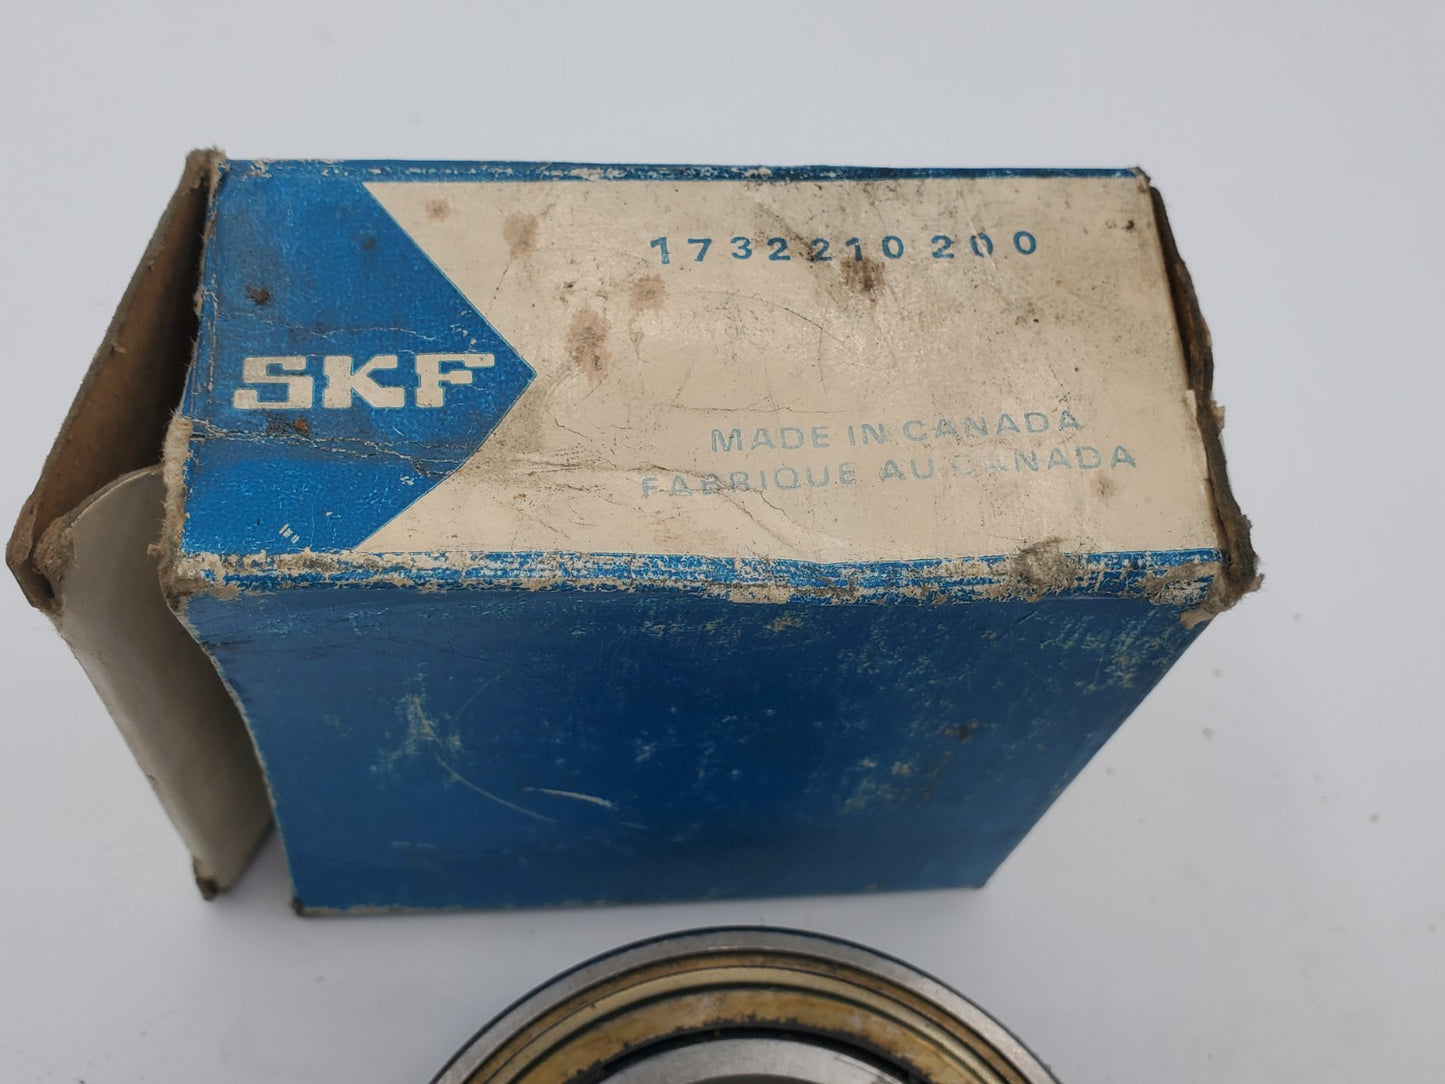 1732210200
SKF
MADE IN CANADA
FABRIQUE AU CANADA